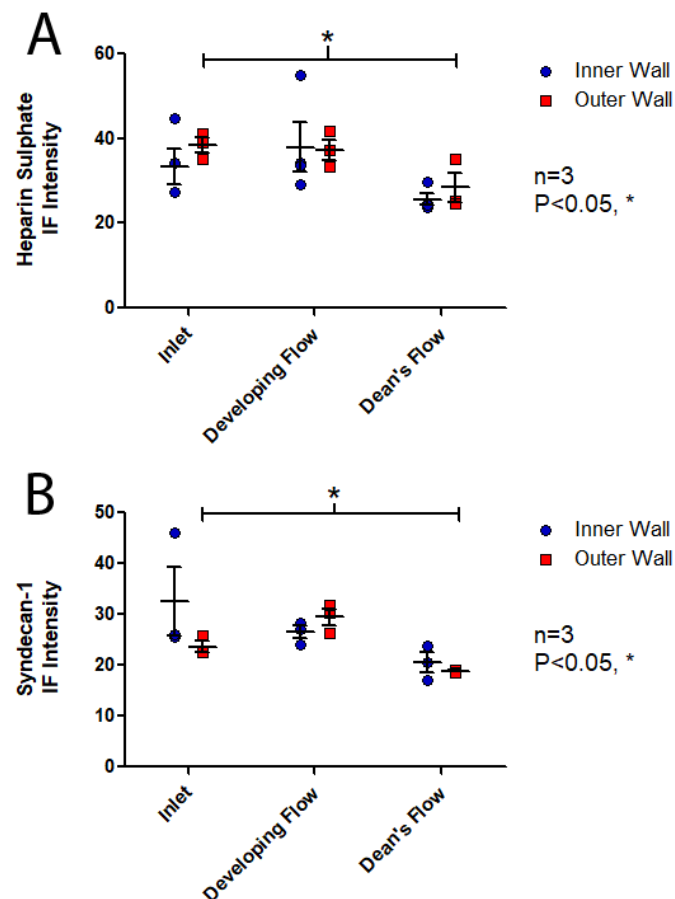 A
*
60
40
20
0
Heparin Sulphate
IF Intensity
Inlet
Developing Flow
Dean's Flow
Inner Wall
Outer Wall
n=3
P<0.05, *
B
*
50
40
30
20
10
0
Syndecan-1
IF Intensity
Inlet
Developing Flow
Dean's Flow
Inner Wall
Outer Wall
n=3
P<0.05, *